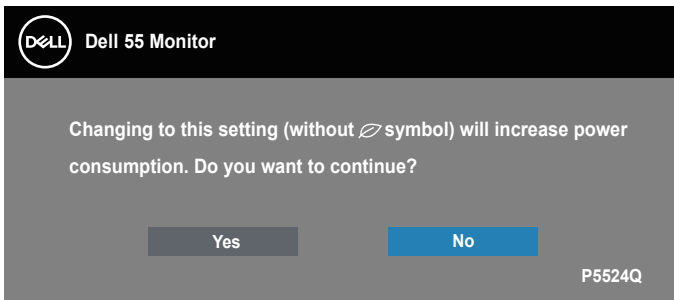 DELL
Dell 55 Monitor
Changing to this setting (without symbol) will increase power
consumption. Do you want to continue?
Yes
No
P5524Q